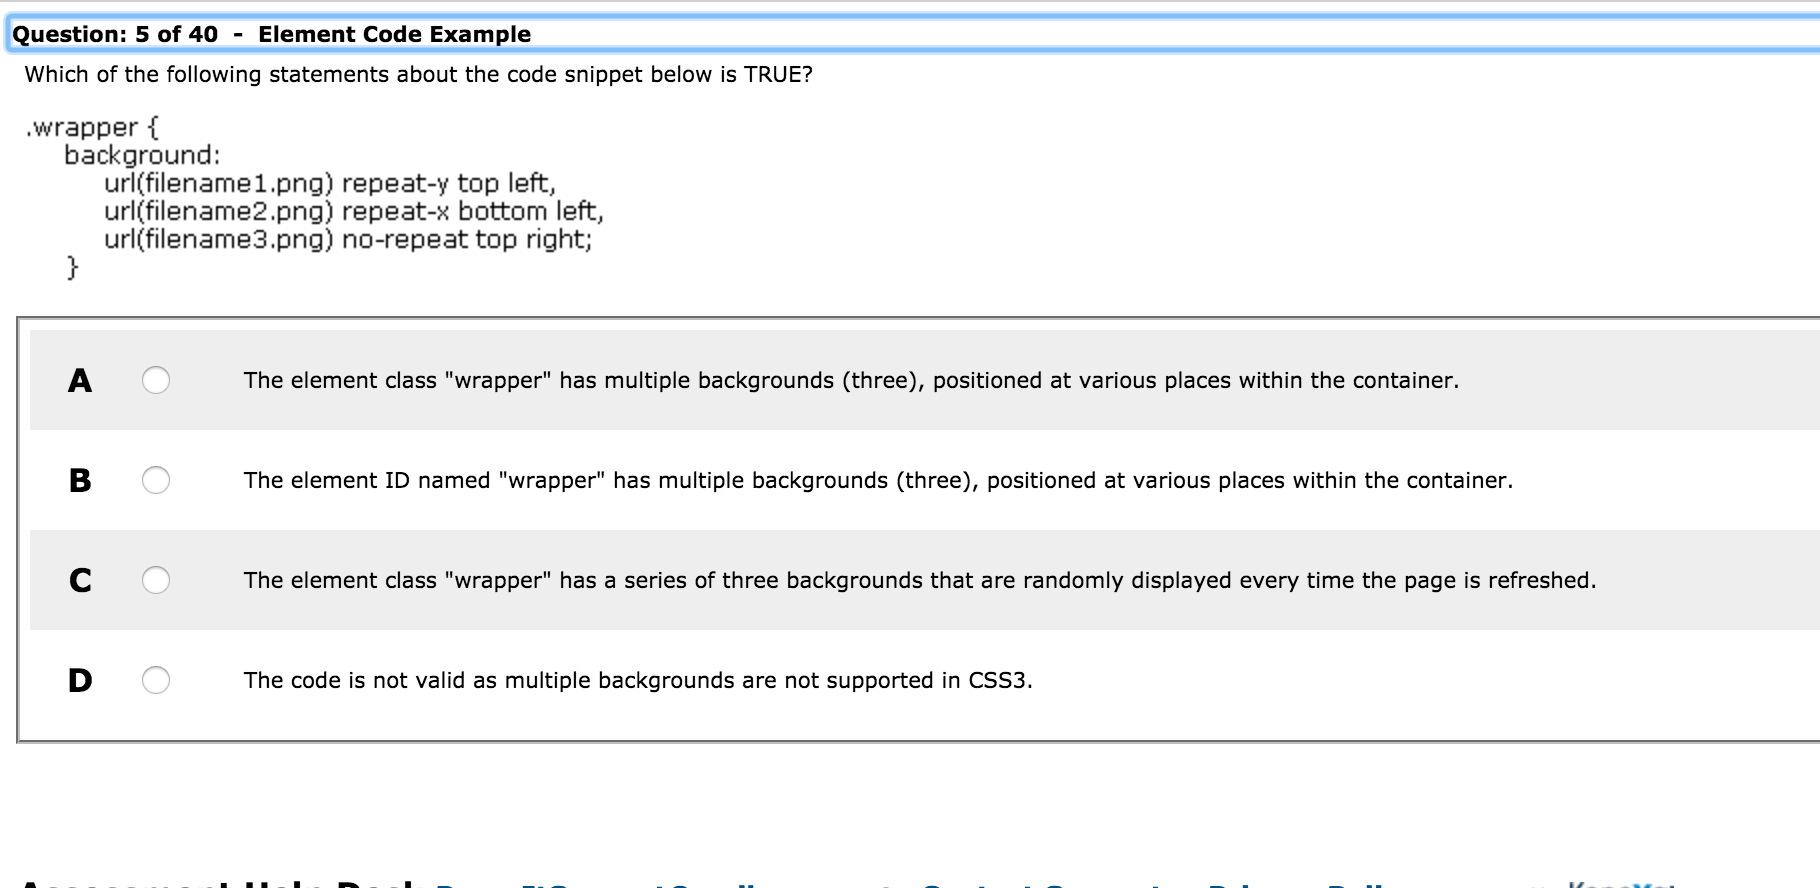 Question: 5 of 40 - Element Code Example
Which of the following statements about the code snippet below is TRUE?
.wrapper {
background:
url(filename1.png) repeat-y top left,
url(filename2.png) repeat-x bottom left,
url(filename3.png) no-repeat top right;
}
A The element class "wrapper" has multiple backgrounds (three), positioned at various places within the container.
B The element ID named "wrapper" has multiple backgrounds (three), positioned at various places within the container.
C The element class "wrapper" has a series of three backgrounds that are randomly displayed every time the page is refreshed.
D The code is not valid as multiple backgrounds are not supported in CSS3.